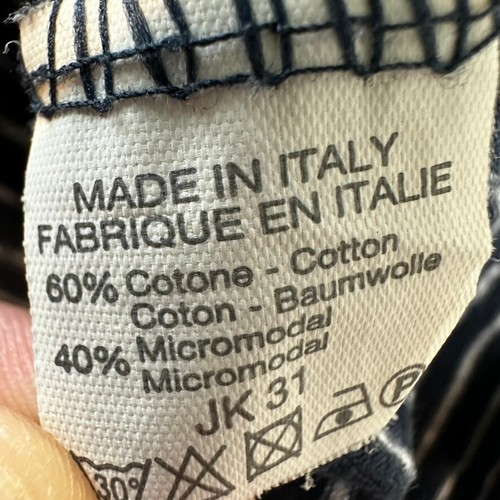 MADE IN ITALY
FABRIQUE EN ITALIE
60% Cotone - Cotton
Coton - Baumwolle
40% Micromodal
Micromodal
JK 31
30° P